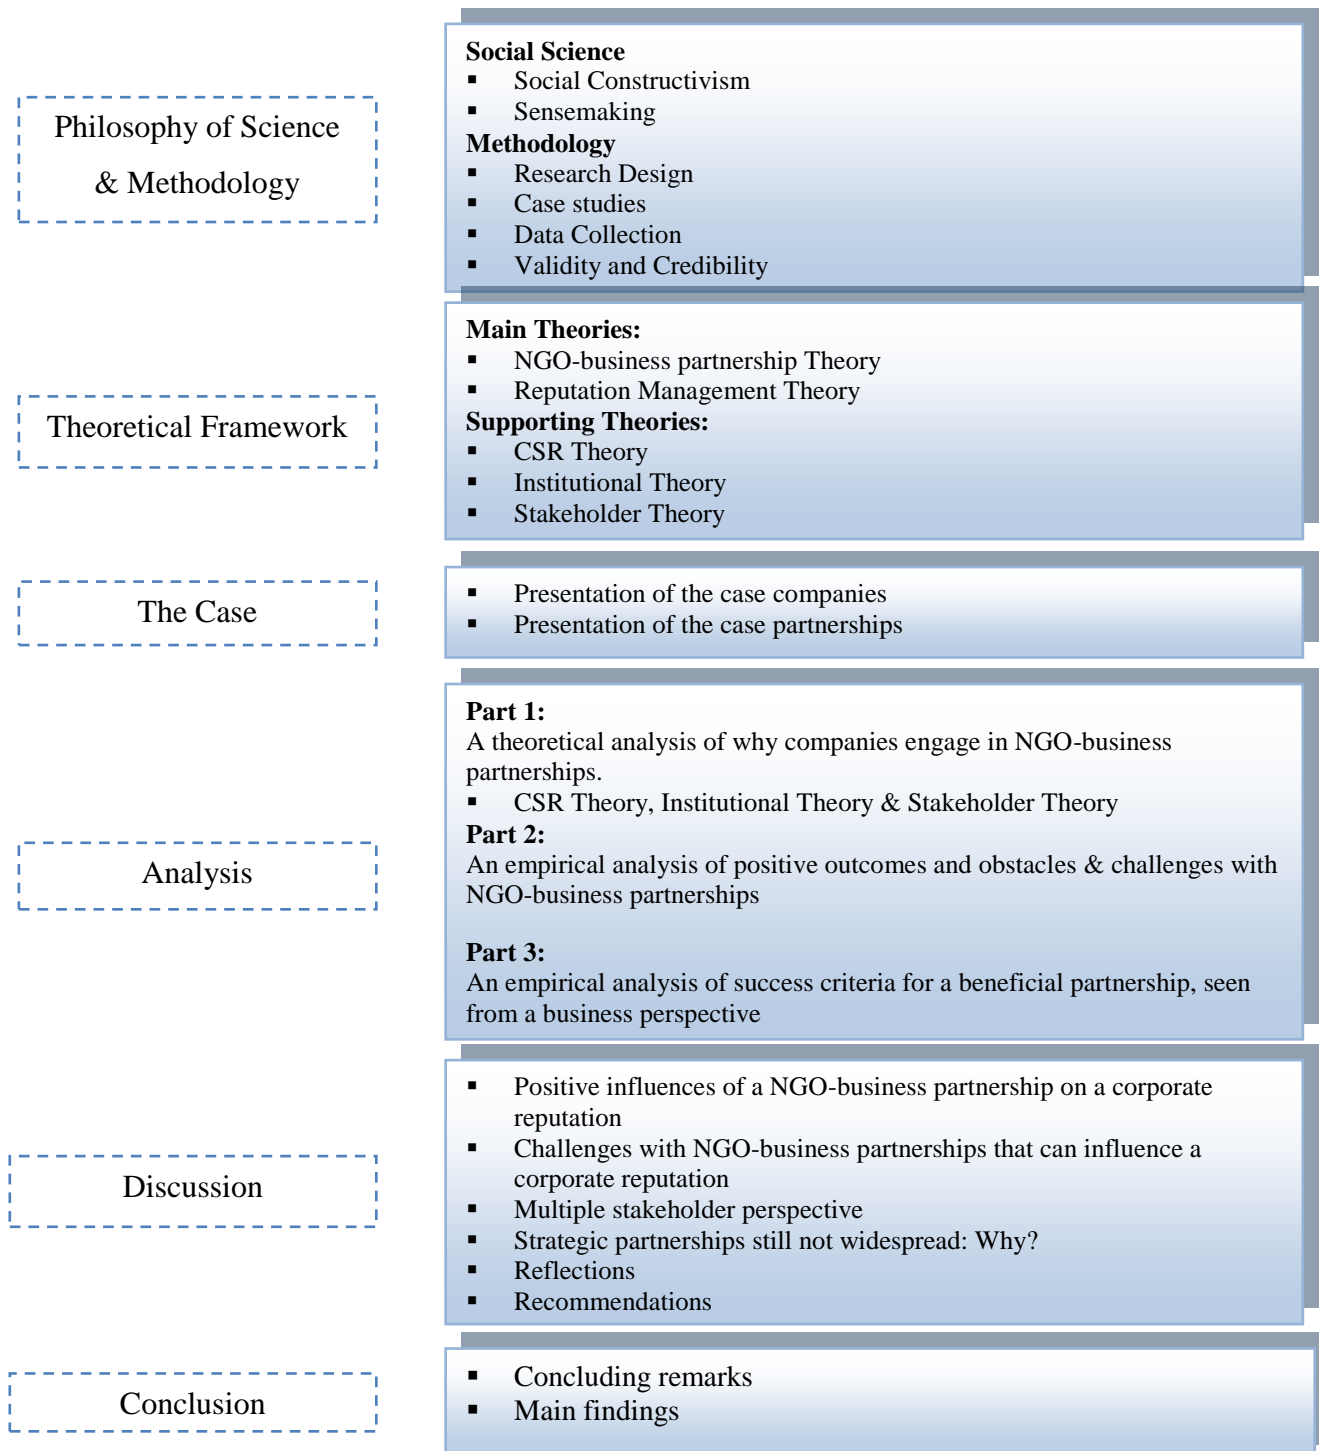 Philosophy of Science
& Methodology
Social Science
▪ Social Constructivism
▪ Sensemaking
Methodology
▪ Research Design
▪ Case studies
▪ Data Collection
▪ Validity and Credibility
Theoretical Framework
Main Theories:
▪ NGO-business partnership Theory
▪ Reputation Management Theory
Supporting Theories:
▪ CSR Theory
▪ Institutional Theory
▪ Stakeholder Theory
The Case
▪ Presentation of the case companies
▪ Presentation of the case partnerships
Analysis
Part 1:
A theoretical analysis of why companies engage in NGO-business
partnerships.
▪ CSR Theory, Institutional Theory & Stakeholder Theory
Part 2:
An empirical analysis of positive outcomes and obstacles & challenges with
NGO-business partnerships
Part 3:
An empirical analysis of success criteria for a beneficial partnership, seen
from a business perspective
Discussion
▪ Positive influences of a NGO-business partnership on a corporate
reputation
▪ Challenges with NGO-business partnerships that can influence a
corporate reputation
▪ Multiple stakeholder perspective
▪ Strategic partnerships still not widespread: Why?
▪ Reflections
▪ Recommendations
Conclusion
▪ Concluding remarks
▪ Main findings